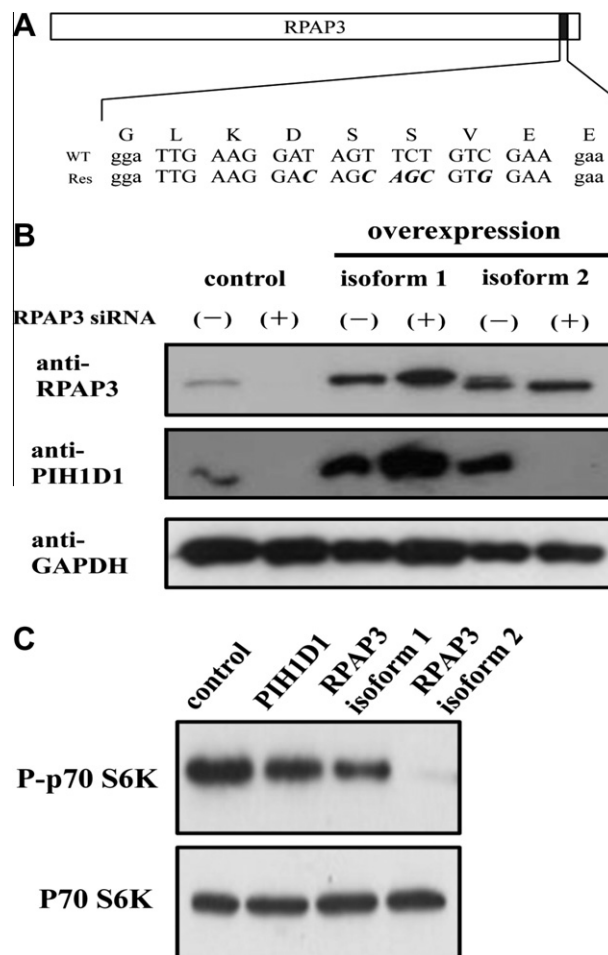 A
RPAP3
G L K D S S V E E
WT gga TTG AAG GAT AGT TCT GTC GAA gaa
Res gga TTG AAG GAC AGC AGC GTG GAA gaa
B
overexpression
control isoform 1 isoform 2
RPAP3 siRNA (−) (+) (−) (+) (−) (+)
anti-
RPAP3
anti-
PIH1D1
anti-
GAPDH
C
control
PIH1D1
RPAP3
isoform 1
RPAP3
isoform 2
P-p70 S6K
P70 S6K